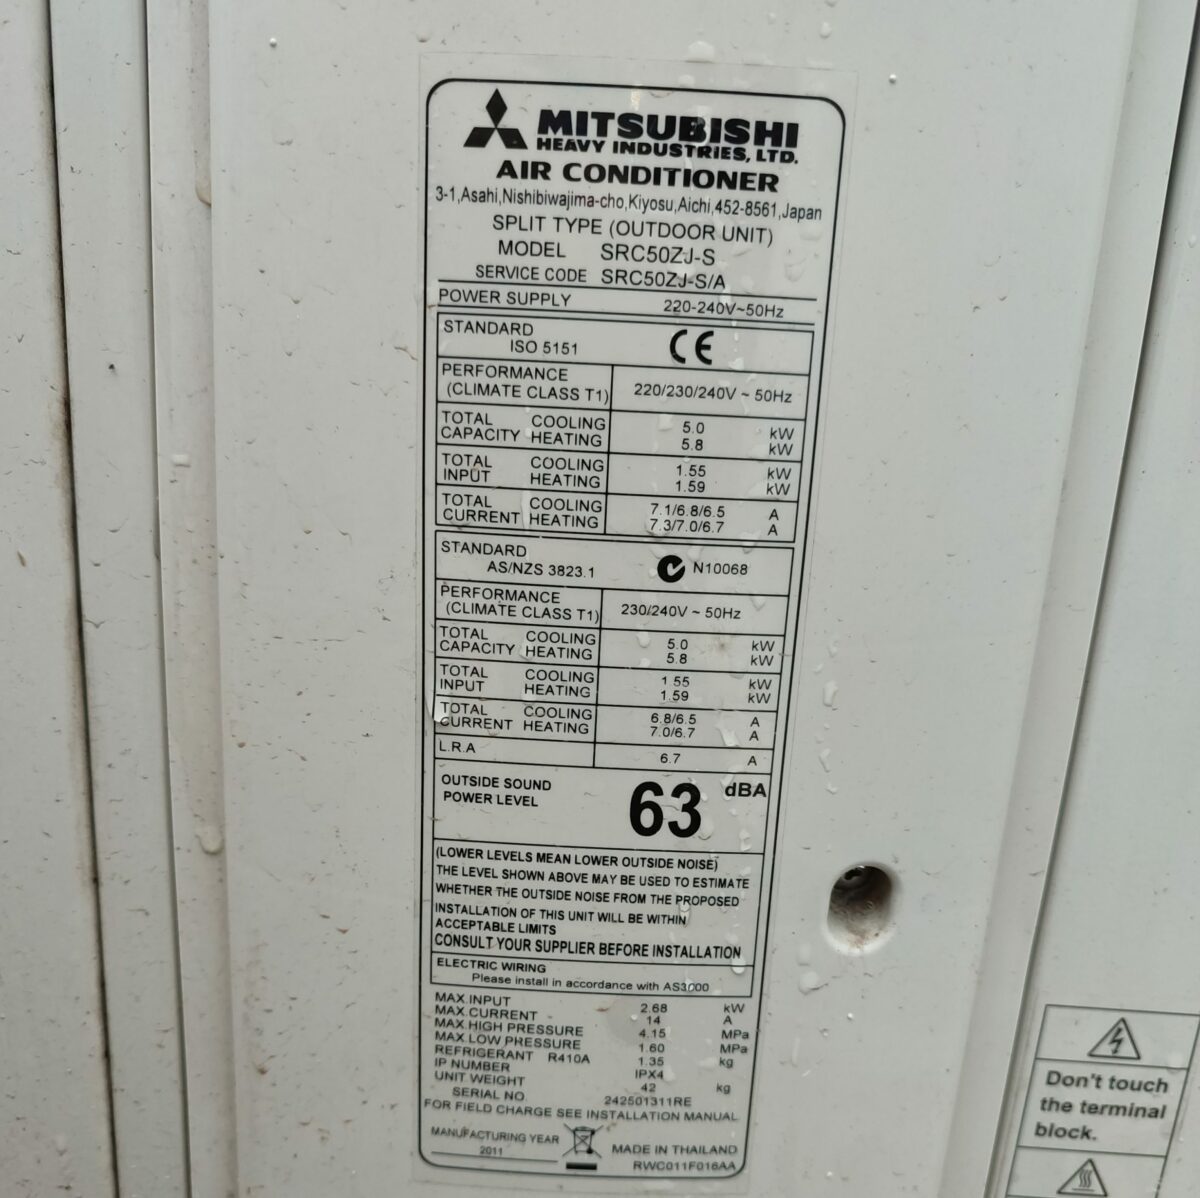 MITSUBISHI
HEAVY INDUSTRIES, LTD.
AIR CONDITIONER
3-1,Asahi,Nishibiwajima-cho,Kiyosu,Aichi,452-8561,Japan
SPLIT TYPE (OUTDOOR UNIT)
MODEL SRC50ZJ-S
SERVICE CODE SRC50ZJ-S/A
POWER SUPPLY 220-240V~50Hz
STANDARD
ISO 5151 CE
PERFORMANCE
(CLIMATE CLASS T1) 220/230/240V ~ 50Hz
TOTAL COOLING 5.0 kW
CAPACITY HEATING 5.8 kW
TOTAL COOLING 1.55 kW
INPUT HEATING 1.59 kW
TOTAL COOLING 7.1/6.8/6.5 A
CURRENT HEATING 7.3/7.0/6.7 A
STANDARD
AS/NZS 3823.1 N10068
PERFORMANCE
(CLIMATE CLASS T1) 230/240V ~ 50Hz
TOTAL COOLING 5.0 kW
CAPACITY HEATING 5.8 kW
TOTAL COOLING 1.55 kW
INPUT HEATING 1.59 kW
TOTAL COOLING 6.8/6.5 A
CURRENT HEATING 7.0/6.7 A
L.R.A 6.7 A
OUTSIDE SOUND
POWER LEVEL 63 dBA
(LOWER LEVELS MEAN LOWER OUTSIDE NOISE)
THE LEVEL SHOWN ABOVE MAY BE USED TO ESTIMATE
WHETHER THE OUTSIDE NOISE FROM THE PROPOSED
INSTALLATION OF THIS UNIT WILL BE WITHIN
ACCEPTABLE LIMITS
CONSULT YOUR SUPPLIER BEFORE INSTALLATION
ELECTRIC WIRING
Please install in accordance with AS3000
MAX.INPUT 2.68 kW
MAX.CURRENT 14 A
MAX.HIGH PRESSURE 4.15 MPa
MAX.LOW PRESSURE 1.60 MPa
REFRIGERANT R410A 1.35 kg
IP NUMBER IPX4
UNIT WEIGHT 42 kg
SERIAL NO 242501311RE
FOR FIELD CHARGE SEE INSTALLATION MANUAL
MANUFACTURING YEAR
2011
MADE IN THAILAND
RWC011F016AA
Don't touch
the terminal
block.